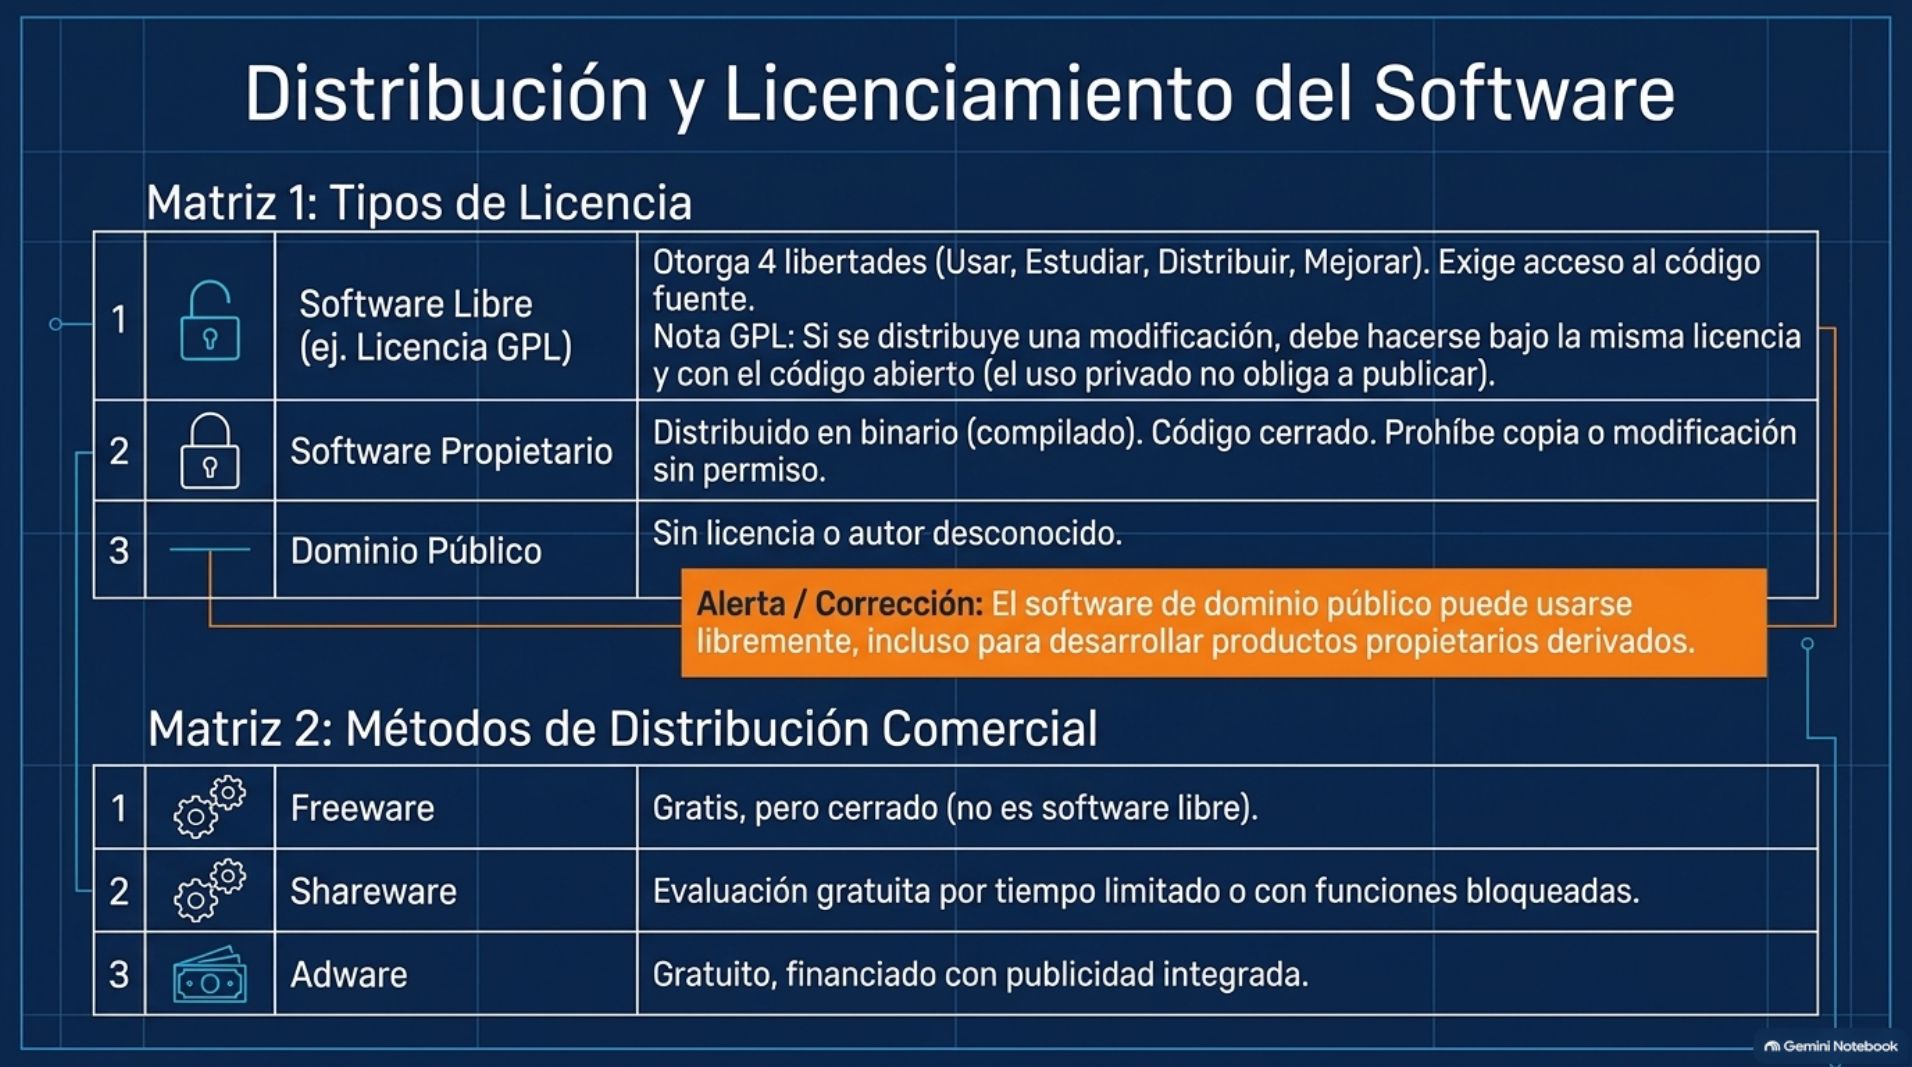 Distribución y Licenciamiento del Software
Matriz 1: Tipos de Licencia
1
Software Libre
(ej. Licencia GPL)
Otorga 4 libertades (Usar, Estudiar, Distribuir, Mejorar). Exige acceso al código
fuente.
Nota GPL: Si se distribuye una modificación, debe hacerse bajo la misma licencia
y con el código abierto (el uso privado no obliga a publicar).
2
Software Propietario
Distribuido en binario (compilado). Código cerrado. Prohíbe copia o modificación
sin permiso.
3
Dominio Público
Sin licencia o autor desconocido.
Alerta / Corrección: El software de dominio público puede usarse
libremente, incluso para desarrollar productos propietarios derivados.
Matriz 2: Métodos de Distribución Comercial
1
Freeware
Gratis, pero cerrado (no es software libre).
2
Shareware
Evaluación gratuita por tiempo limitado o con funciones bloqueadas.
3
Adware
Gratuito, financiado con publicidad integrada.
Gemini Notebook